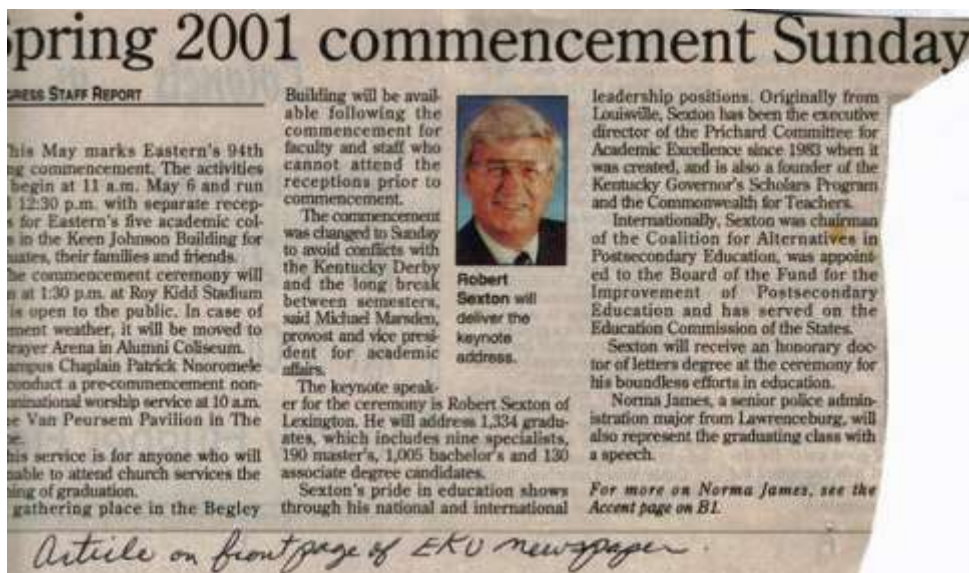 pring 2001 commencement Sunday
GRESS STAFF REPORT
his May marks Eastern's 94th
ng commencement. The activities
begin at 11 a.m. May 6 and run
12:30 p.m. with separate recep-
s for Eastern's five academic col-
s in the Keen Johnson Building for
uates, their families and friends.
he commencement ceremony will
n at 1:30 p.m. at Roy Kidd Stadium
is open to the public. In case of
ment weather, it will be moved to
rayer Arena in Alumni Coliseum.
ampus Chaplain Patrick Nnoromele
conduct a pre-commencement non-
minational worship service at 10 a.m.
e Van Peursem Pavilion in The
e.
his service is for anyone who will
nable to attend church services the
ning of graduation.
gathering place in the Begley
Building will be avail-
able following the
commencement for
faculty and staff who
cannot attend the
receptions prior to
commencement.
The commencement
was changed to Sunday
to avoid conflicts with
the Kentucky Derby
and the long break
between semesters,
said Michael Marsden,
provost and vice presi-
dent for academic
affairs.
The keynote speak-
er for the ceremony is Robert Sexton of
Lexington. He will address 1,334 gradu-
ates, which includes nine specialists,
190 master's, 1,005 bachelor's and 130
associate degree candidates.
Sexton's pride in education shows
through his national and international
Robert
Sexton will
deliver the
keynote
address.
leadership positions. Originally from
Louisville, Sexton has been the executive
director of the Prichard Committee for
Academic Excellence since 1983 when it
was created, and is also a founder of the
Kentucky Governor's Scholars Program
and the Commonwealth for Teachers.
Internationally, Sexton was chairman
of the Coalition for Alternatives in
Postsecondary Education, was appoint-
ed to the Board of the Fund for the
Improvement of Postsecondary
Education and has served on the
Education Commission of the States.
Sexton will receive an honorary doc-
tor of letters degree at the ceremony for
his boundless efforts in education.
Norma James, a senior police admin-
istration major from Lawrenceburg, will
also represent the graduating class with
a speech.
For more on Norma James, see the
Accent page on B1.
Article on front page of EKU newspaper.